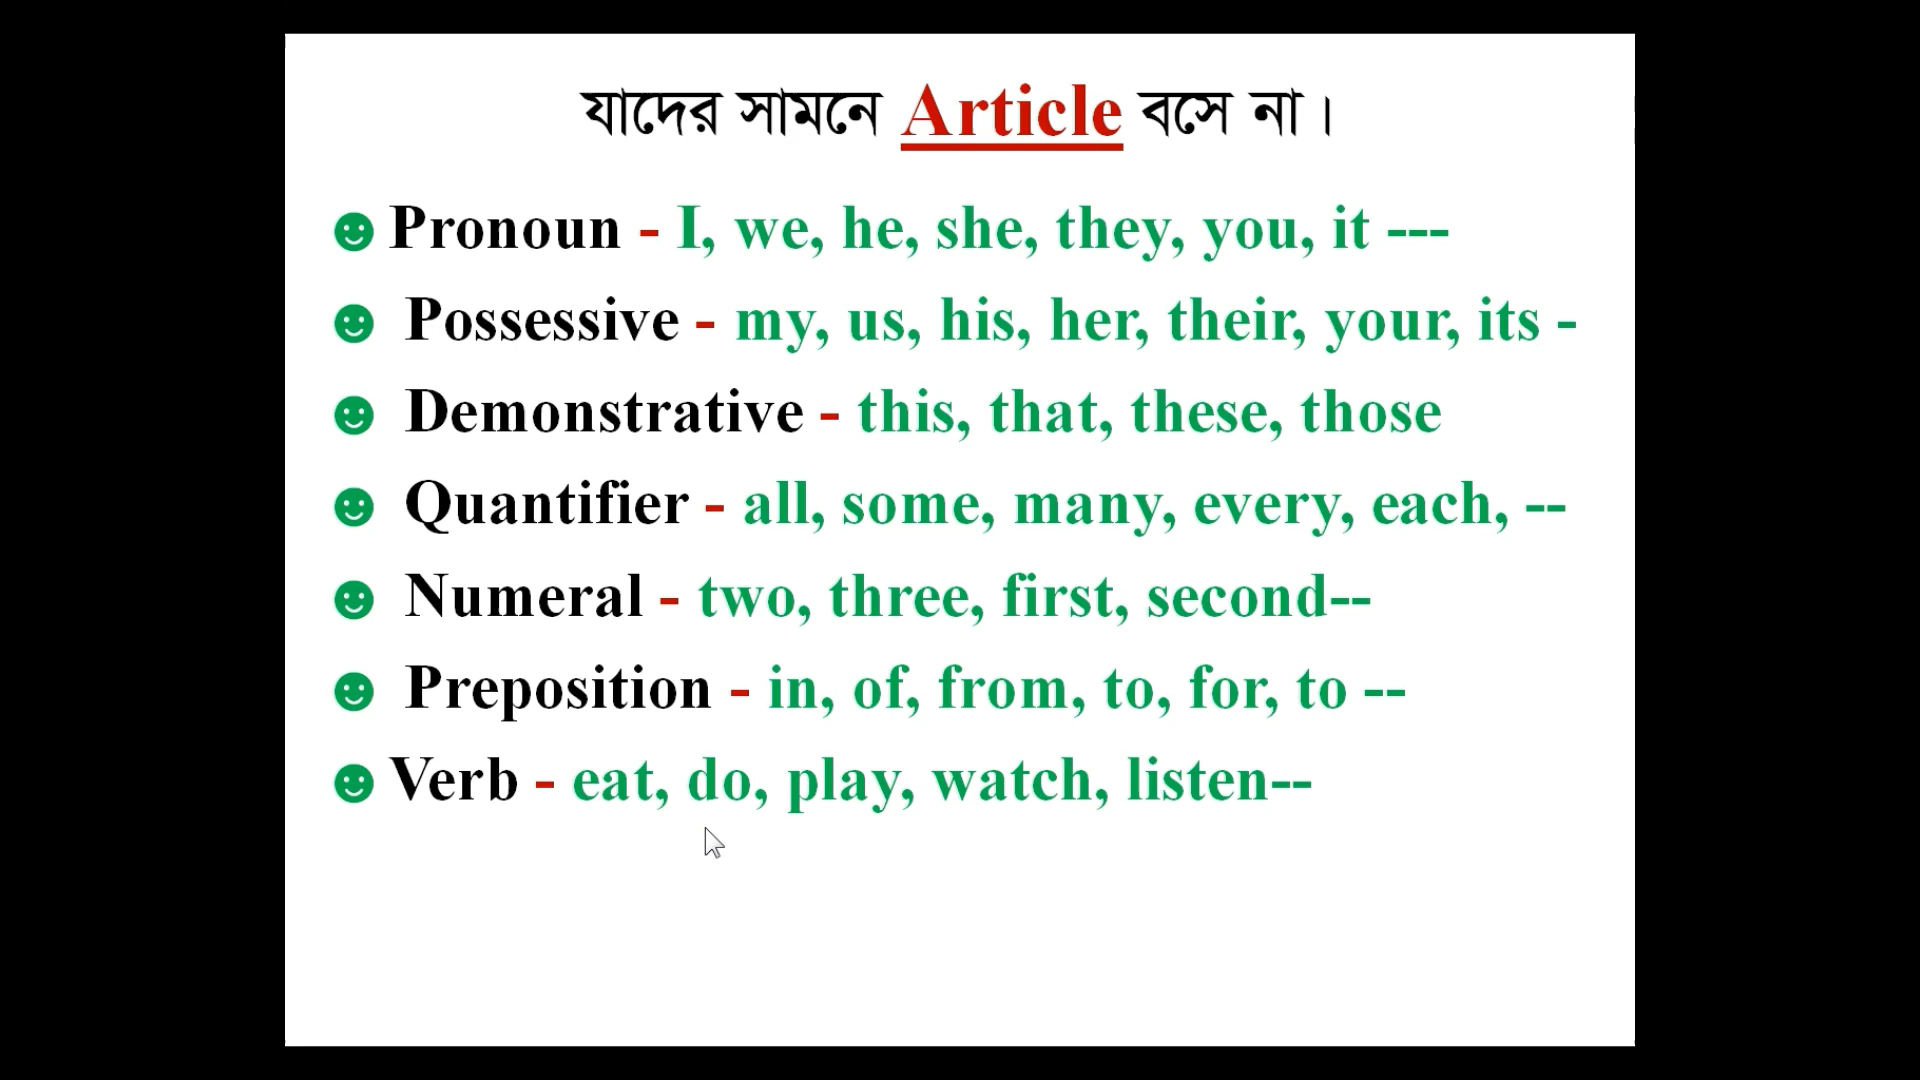 যাদের সামনে Article বসে না।
☻Pronoun - I, we, he, she, they, you, it ---
☻ Possessive - my, us, his, her, their, your, its -
☻ Demonstrative - this, that, these, those
☻ Quantifier - all, some, many, every, each, --
☻ Numeral - two, three, first, second--
☻ Preposition - in, of, from, to, for, to --
☻Verb - eat, do, play, watch, listen--